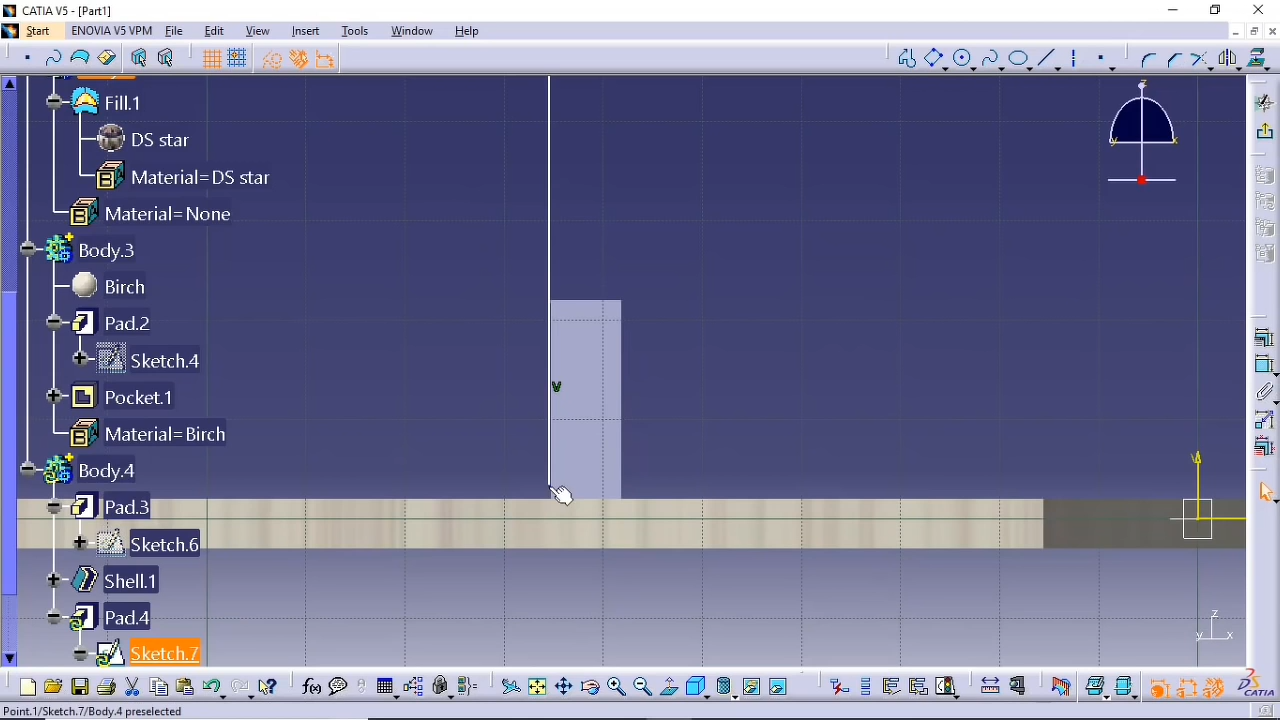 CATIA V5 - [Part1]
Start ENOVIA V5 VPM File Edit View Insert Tools Window Help
Fill.1
DS star
Material=DS star
Material=None
Body.3
Birch
Pad.2
Sketch.4
Pocket.1
Material=Birch
Body.4
Pad.3
Sketch.6
Shell.1
Pad.4
Sketch.7
z
y x
V
V
z
y x
f(x)
CATIA
Point.1/Sketch.7/Body.4 preselected